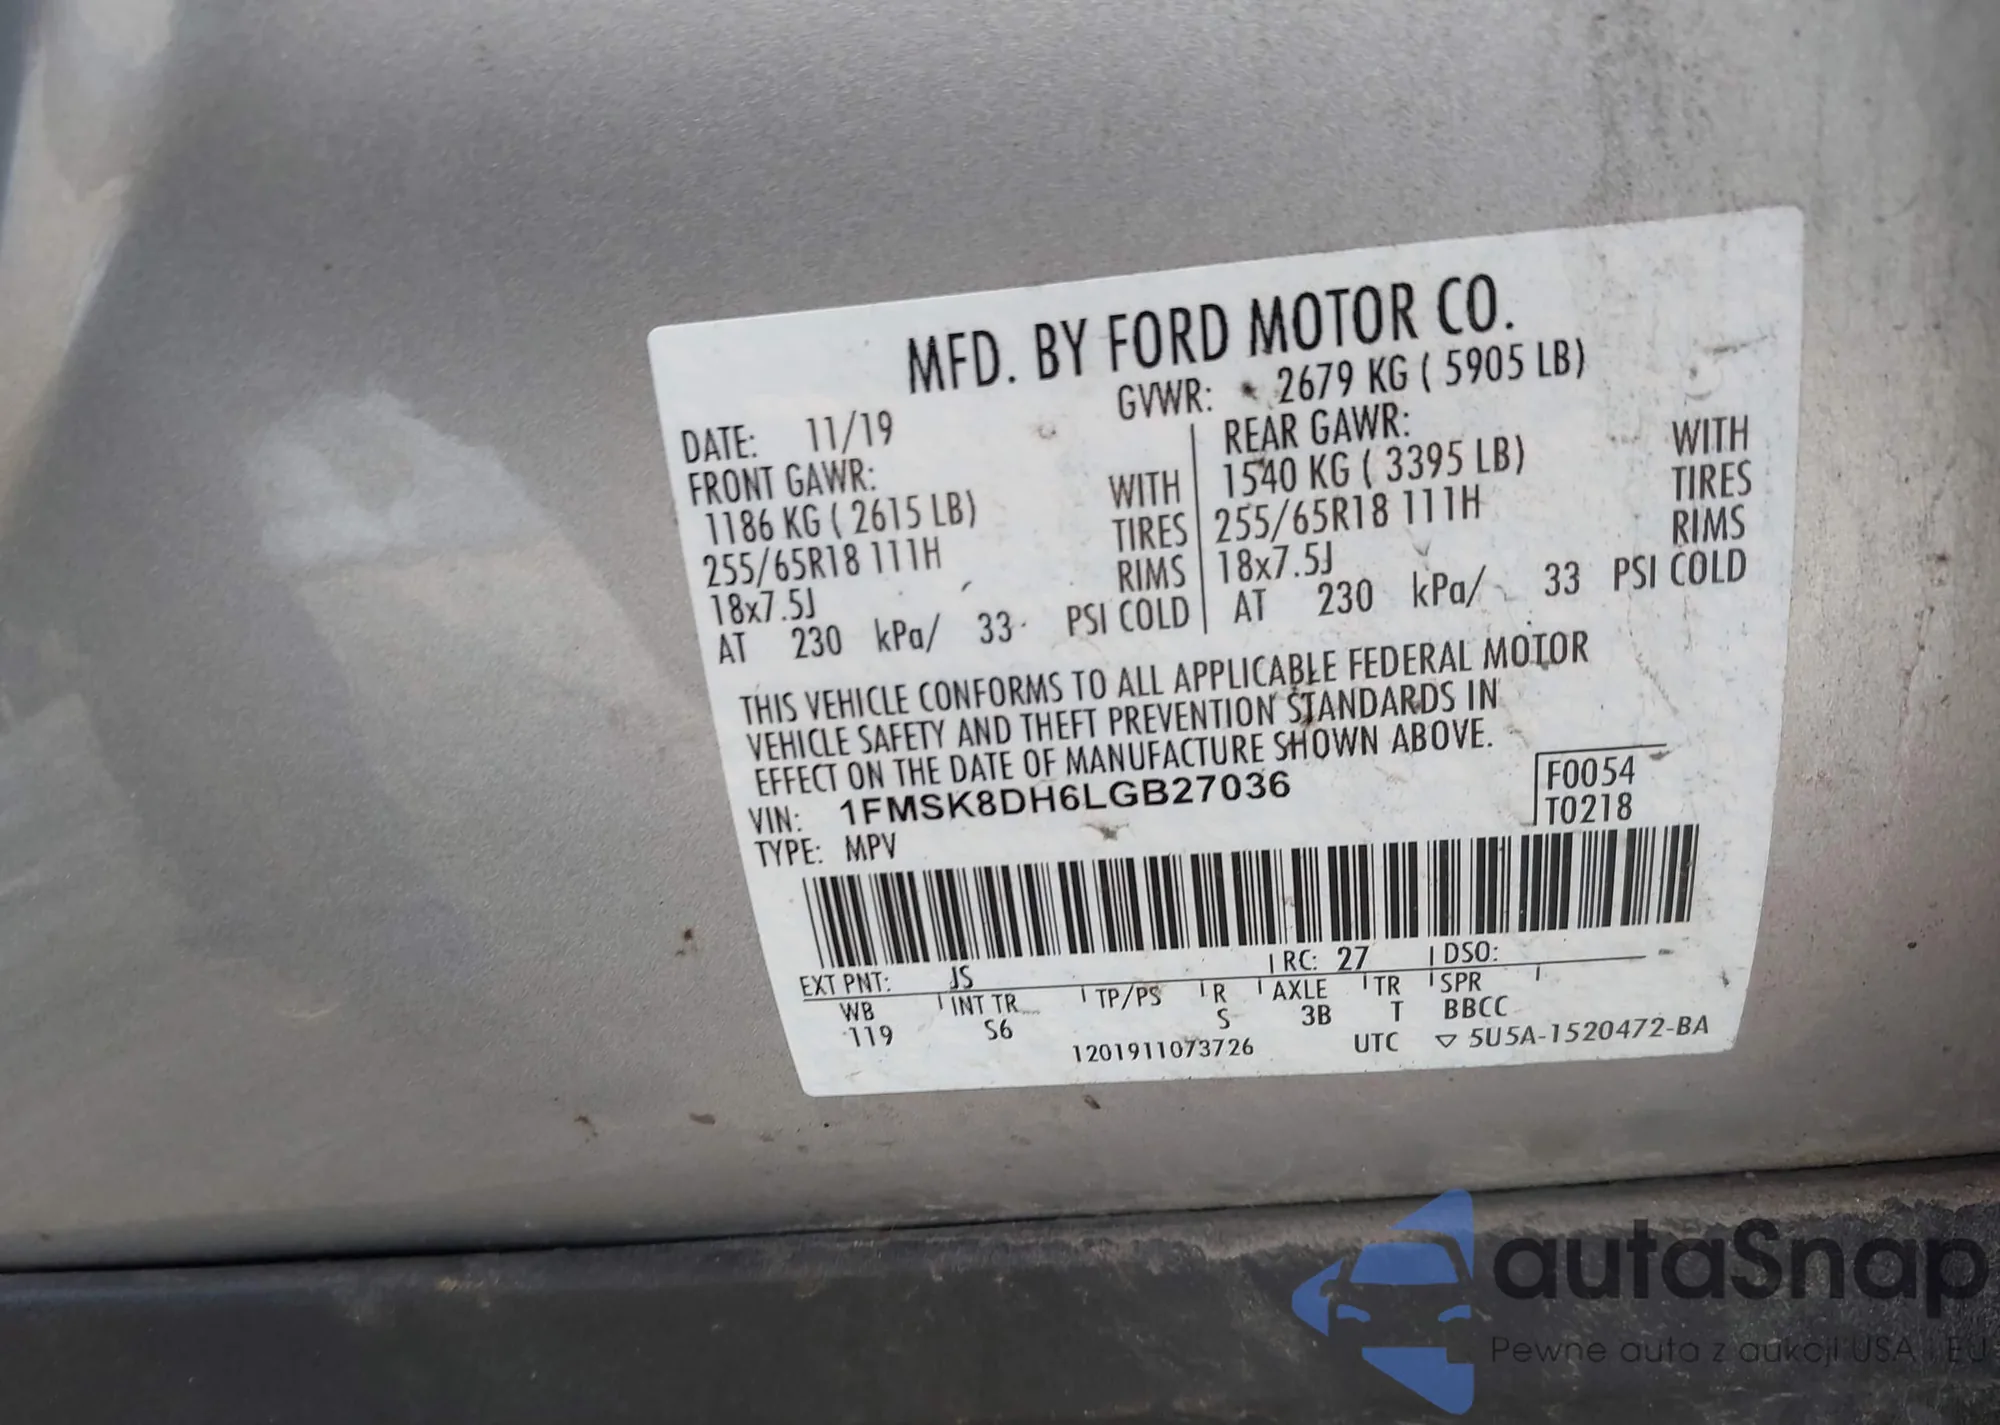 MFD. BY FORD MOTOR CO.
DATE: 11/19 GVWR: 2679 KG ( 5905 LB)
FRONT GAWR: REAR GAWR:
1186 KG ( 2615 LB) WITH 1540 KG ( 3395 LB) WITH
255/65R18 111H TIRES 255/65R18 111H TIRES
18x7.5J RIMS 18x7.5J RIMS
AT 230 kPa/ 33 PSI COLD AT 230 kPa/ 33 PSI COLD
THIS VEHICLE CONFORMS TO ALL APPLICABLE FEDERAL MOTOR
VEHICLE SAFETY AND THEFT PREVENTION STANDARDS IN
EFFECT ON THE DATE OF MANUFACTURE SHOWN ABOVE.
VIN: 1FMSK8DH6LGB27036 F0054
TYPE: MPV T0218
EXT PNT: JS RC: 27 DSO:
WB INT TR TP/PS R AXLE TR SPR
119 S6 S 3B T BBCC
1201911073726 UTC ▽ 5U5A-1520472-BA
autaSnap
Pewne auta z aukcji USA i EU